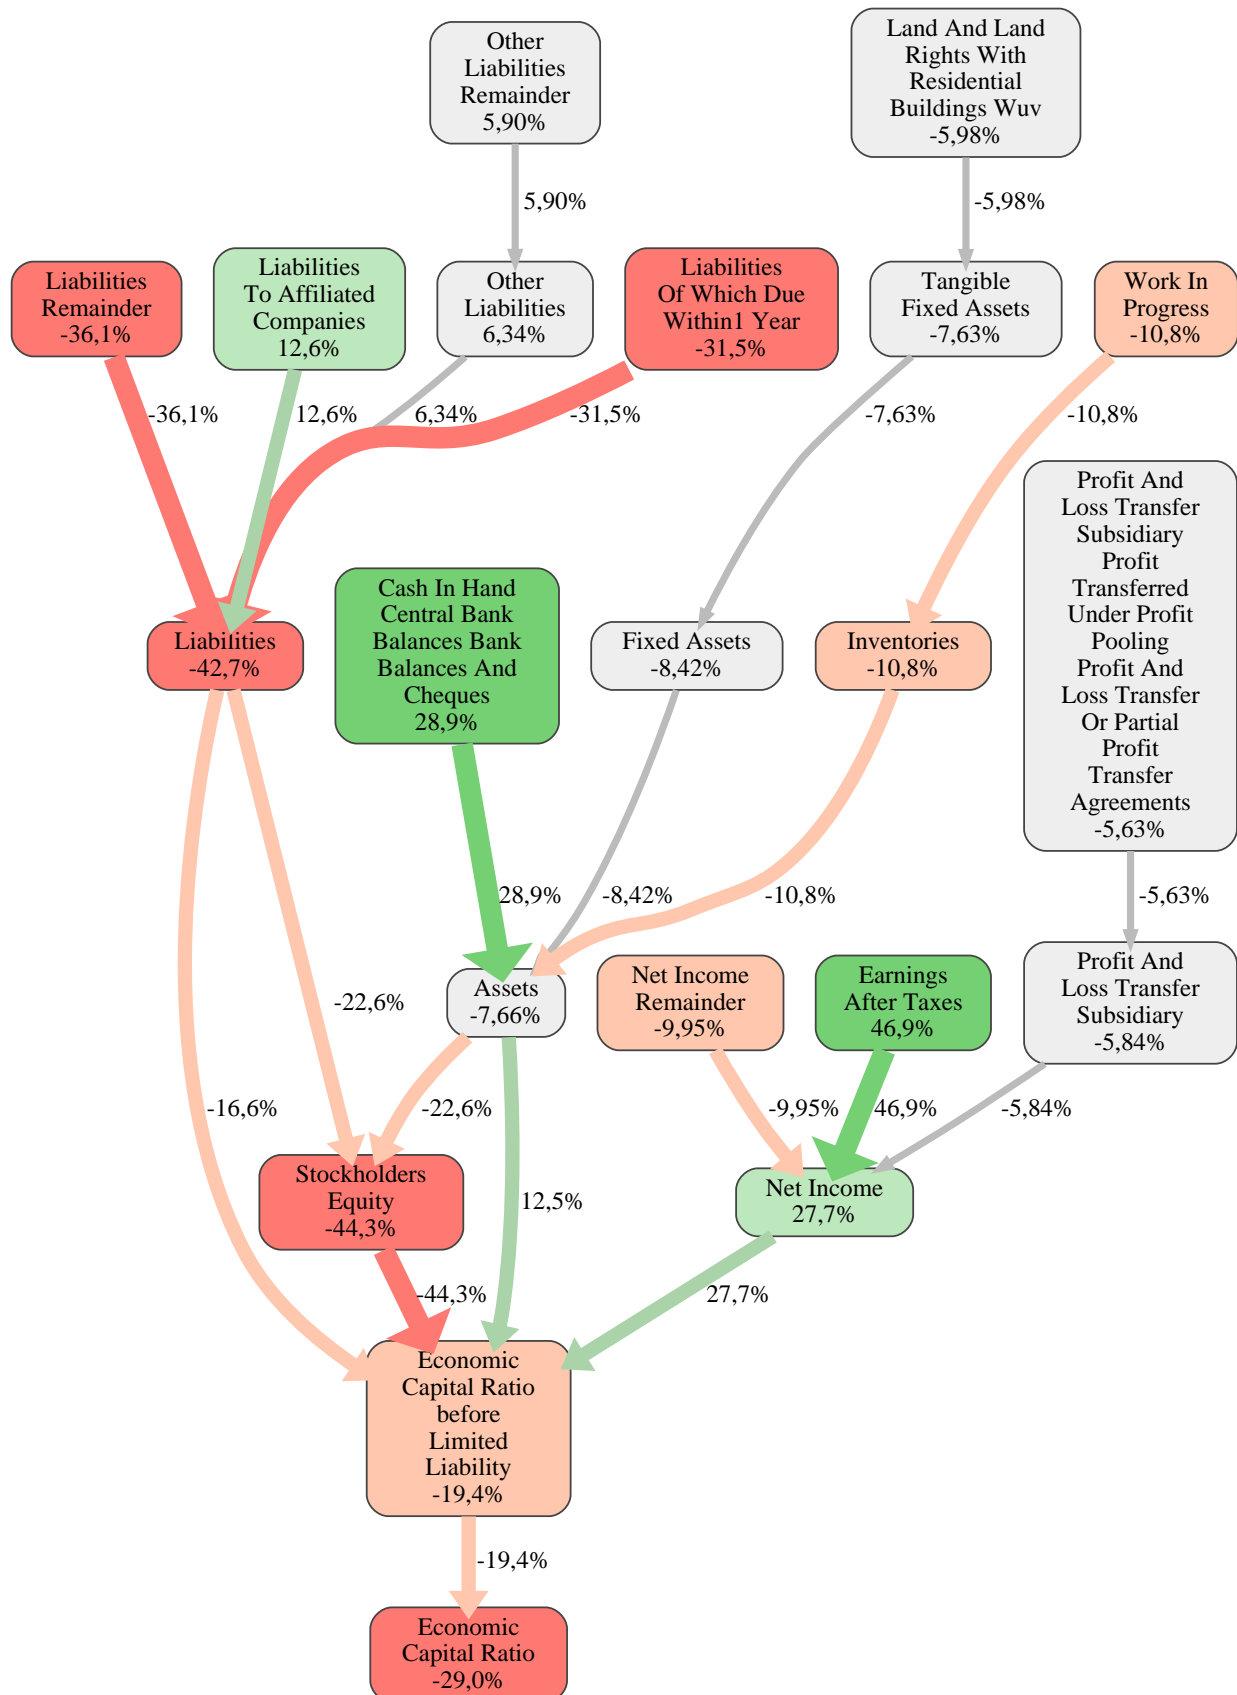 Other
Liabilities
Remainder
5,90%
Land And Land
Rights With
Residential
Buildings Wuv
-5,98%
5,90%
-5,98%
Liabilities
Remainder
-36,1%
Liabilities
To Affiliated
Companies
12,6%
Other
Liabilities
6,34%
Liabilities
Of Which Due
Within1 Year
-31,5%
Tangible
Fixed Assets
-7,63%
Work In
Progress
-10,8%
-36,1%
12,6%
6,34%
-31,5%
-7,63%
-10,8%
Profit And
Loss Transfer
Subsidiary
Profit
Transferred
Under Profit
Pooling
Profit And
Loss Transfer
Or Partial
Profit
Transfer
Agreements
-5,63%
Liabilities
-42,7%
Cash In Hand
Central Bank
Balances Bank
Balances And
Cheques
28,9%
Fixed Assets
-8,42%
Inventories
-10,8%
28,9%
-8,42%
-10,8%
-5,63%
-22,6%
Assets
-7,66%
Net Income
Remainder
-9,95%
Earnings
After Taxes
46,9%
Profit And
Loss Transfer
Subsidiary
-5,84%
-16,6%
-22,6%
-9,95%
46,9%
-5,84%
Stockholders
Equity
-44,3%
12,5%
Net Income
27,7%
-44,3%
27,7%
Economic
Capital Ratio
before
Limited
Liability
-19,4%
-19,4%
Economic
Capital Ratio
-29,0%